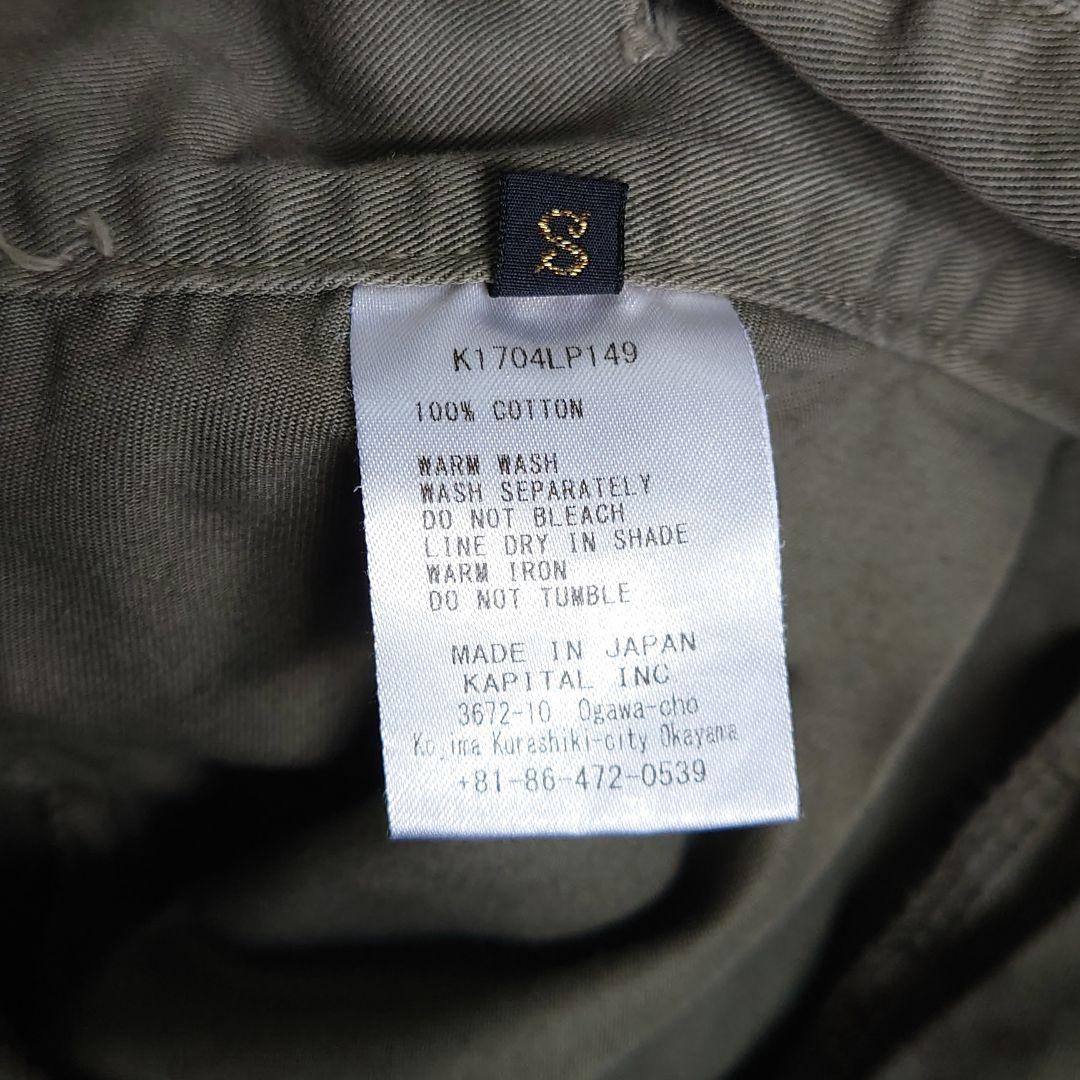 S
K1704LP149
100% COTTON
WARM WASH
WASH SEPARATELY
DO NOT BLEACH
LINE DRY IN SHADE
WARM IRON
DO NOT TUMBLE
MADE IN JAPAN
KAPITAL INC
3672-10 Ogawa-cho
Kojima Kurashiki-city Okayama
+81-86-472-0539